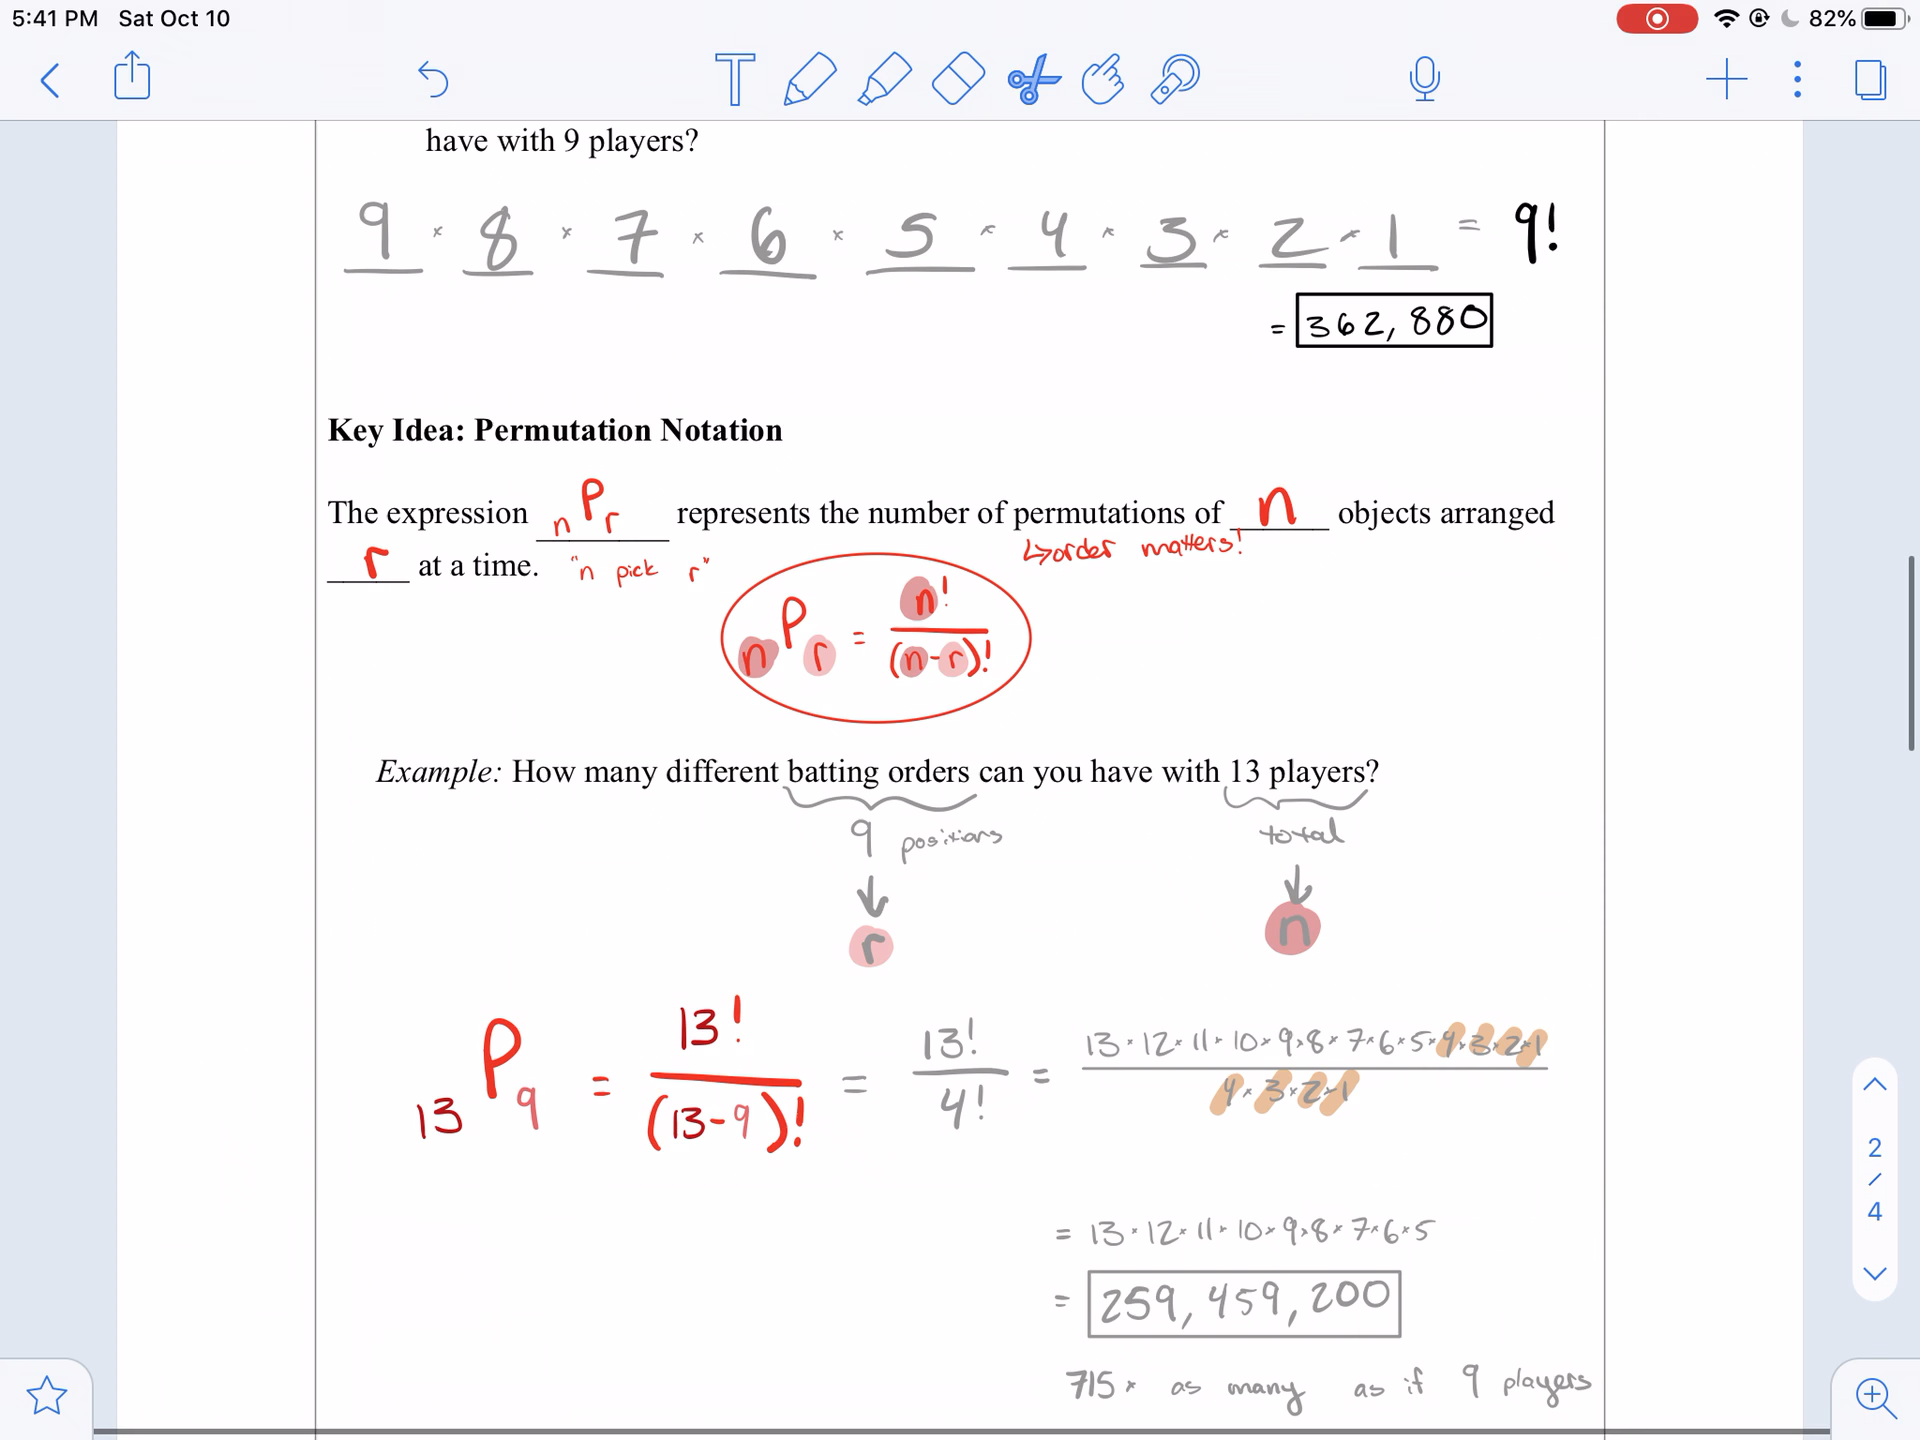 5:41 PM Sat Oct 10 82%
have with 9 players?
9 × 8 × 7 × 6 × 5 × 4 × 3 × 2 × 1 = 9!
= 362,880
Key Idea: Permutation Notation
The expression nPr represents the number of permutations of n objects arranged
↳order matters!
r at a time. "n pick r"
nPr = n!/(n-r)!
Example: How many different batting orders can you have with 13 players?
9 positions total
↓ ↓
r n
13P9 = 13!/(13-9)! = 13!/4! = 13×12×11×10×9×8×7×6×5×4×3×2×1/4×3×2×1
= 13×12×11×10×9×8×7×6×5
= 259,459,200
715× as many as if 9 players
2
/
4